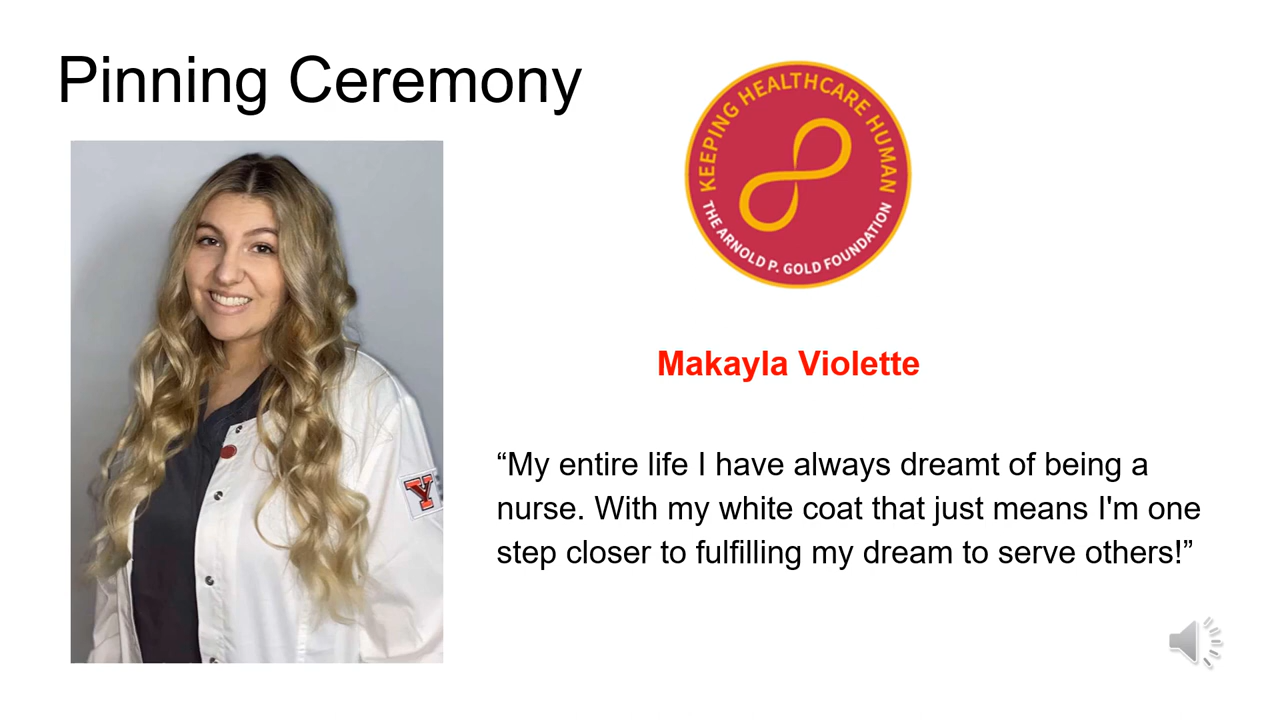 Pinning Ceremony
KEEPING HEALTHCARE HUMAN
THE ARNOLD P. GOLD FOUNDATION
Makayla Violette
“My entire life I have always dreamt of being a
nurse. With my white coat that just means I'm one
step closer to fulfilling my dream to serve others!”
Y